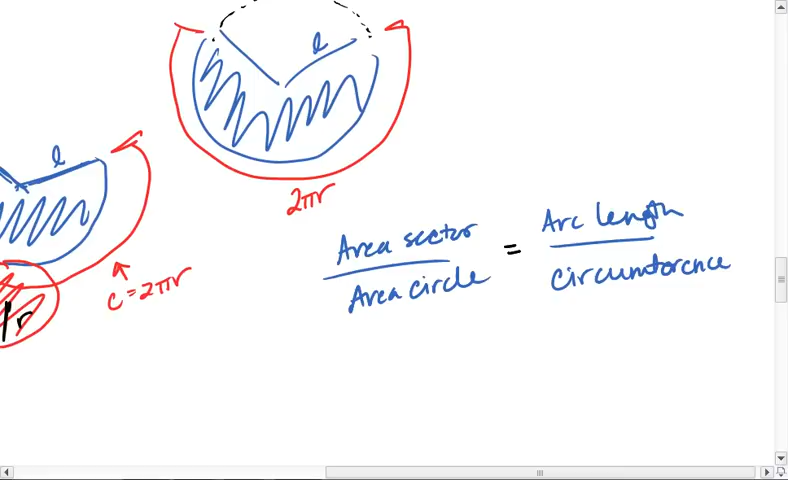 l
l
2πr
C = 2πr
r
Area sector
Area circle
=
Arc length
circumference